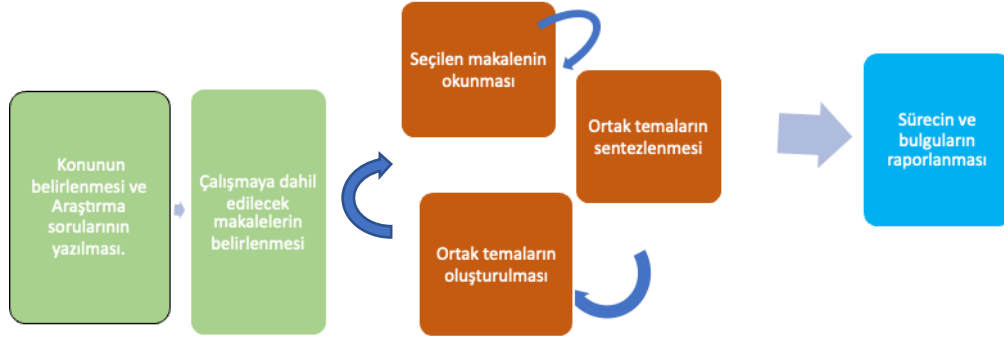 Konunun
belirlenmesi ve
Araştırma
sorularının
yazılması.
Çalışmaya dahil
edilecek
makalelerin
belirlenmesi
Seçilen makalenin
okunması
Ortak temaların
sentezlenmesi
Ortak temaların
oluşturulması
Sürecin ve
bulguların
raporlanması